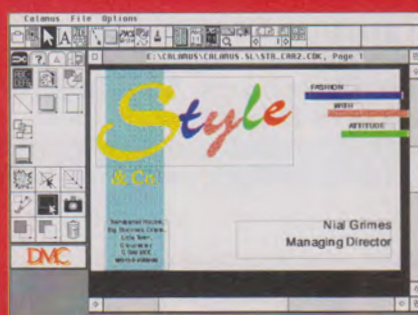 Calamus File Options
E:\CALAMUS\CALAMUS.SL\STA_CAR2.CDK, Page 1
Style
& Co.
FASHION
WITH
ATTITUDE
Nial Grimes
Managing Director
DMC